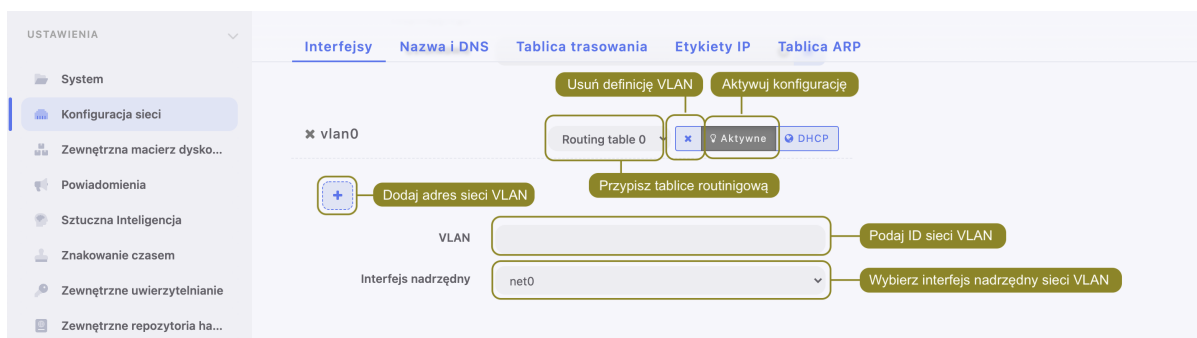 USTAWIENIA
System
Konfiguracja sieci
Zewnętrzna macierz dysko...
Powiadomienia
Sztuczna Inteligencja
Znakowanie czasem
Zewnętrzne uwierzytelnianie
Zewnętrzne repozytoria ha...
Interfejsy Nazwa i DNS Tablica trasowania Etykiety IP Tablica ARP
Usuń definicję VLAN Aktywuj konfigurację
vlan0 Routing table 0 Aktywne DHCP
Przypisz tablice routinigową
+ Dodaj adres sieci VLAN
VLAN Podaj ID sieci VLAN
Interfejs nadrzędny net0 Wybierz interfejs nadrzędny sieci VLAN